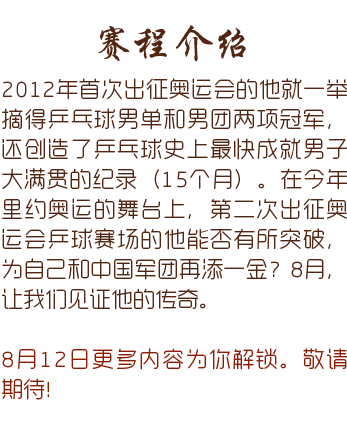 赛程介绍
2012年首次出征奥运会的他就一举
摘得乒乓球男单和男团两项冠军，
还创造了乒乓球史上最快成就男子
大满贯的纪录（15个月）。在今年
里约奥运的舞台上，第二次出征奥
运会乒球赛场的他能否有所突破，
为自己和中国军团再添一金？8月，
让我们见证他的传奇。
8月12日更多内容为你解锁。敬请
期待!